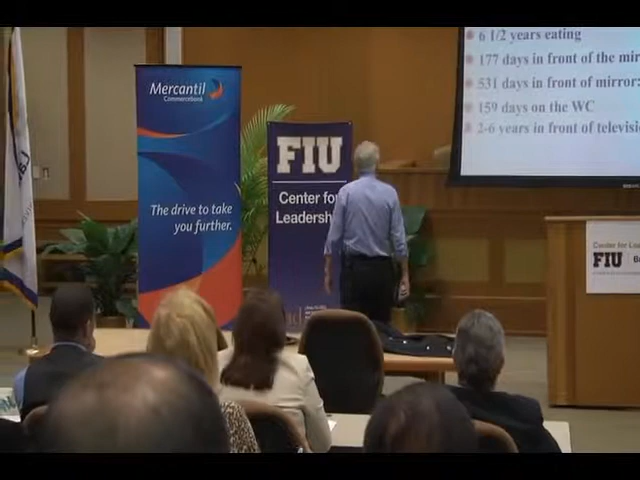 6 1/2 years eating
177 days in front of the mir
531 days in front of mirror:
159 days on the WC
2-6 years in front of televisi
Mercantil
Commercebank
The drive to take
you further.
FIU
Center for
Leadership
Center for Le
FIU